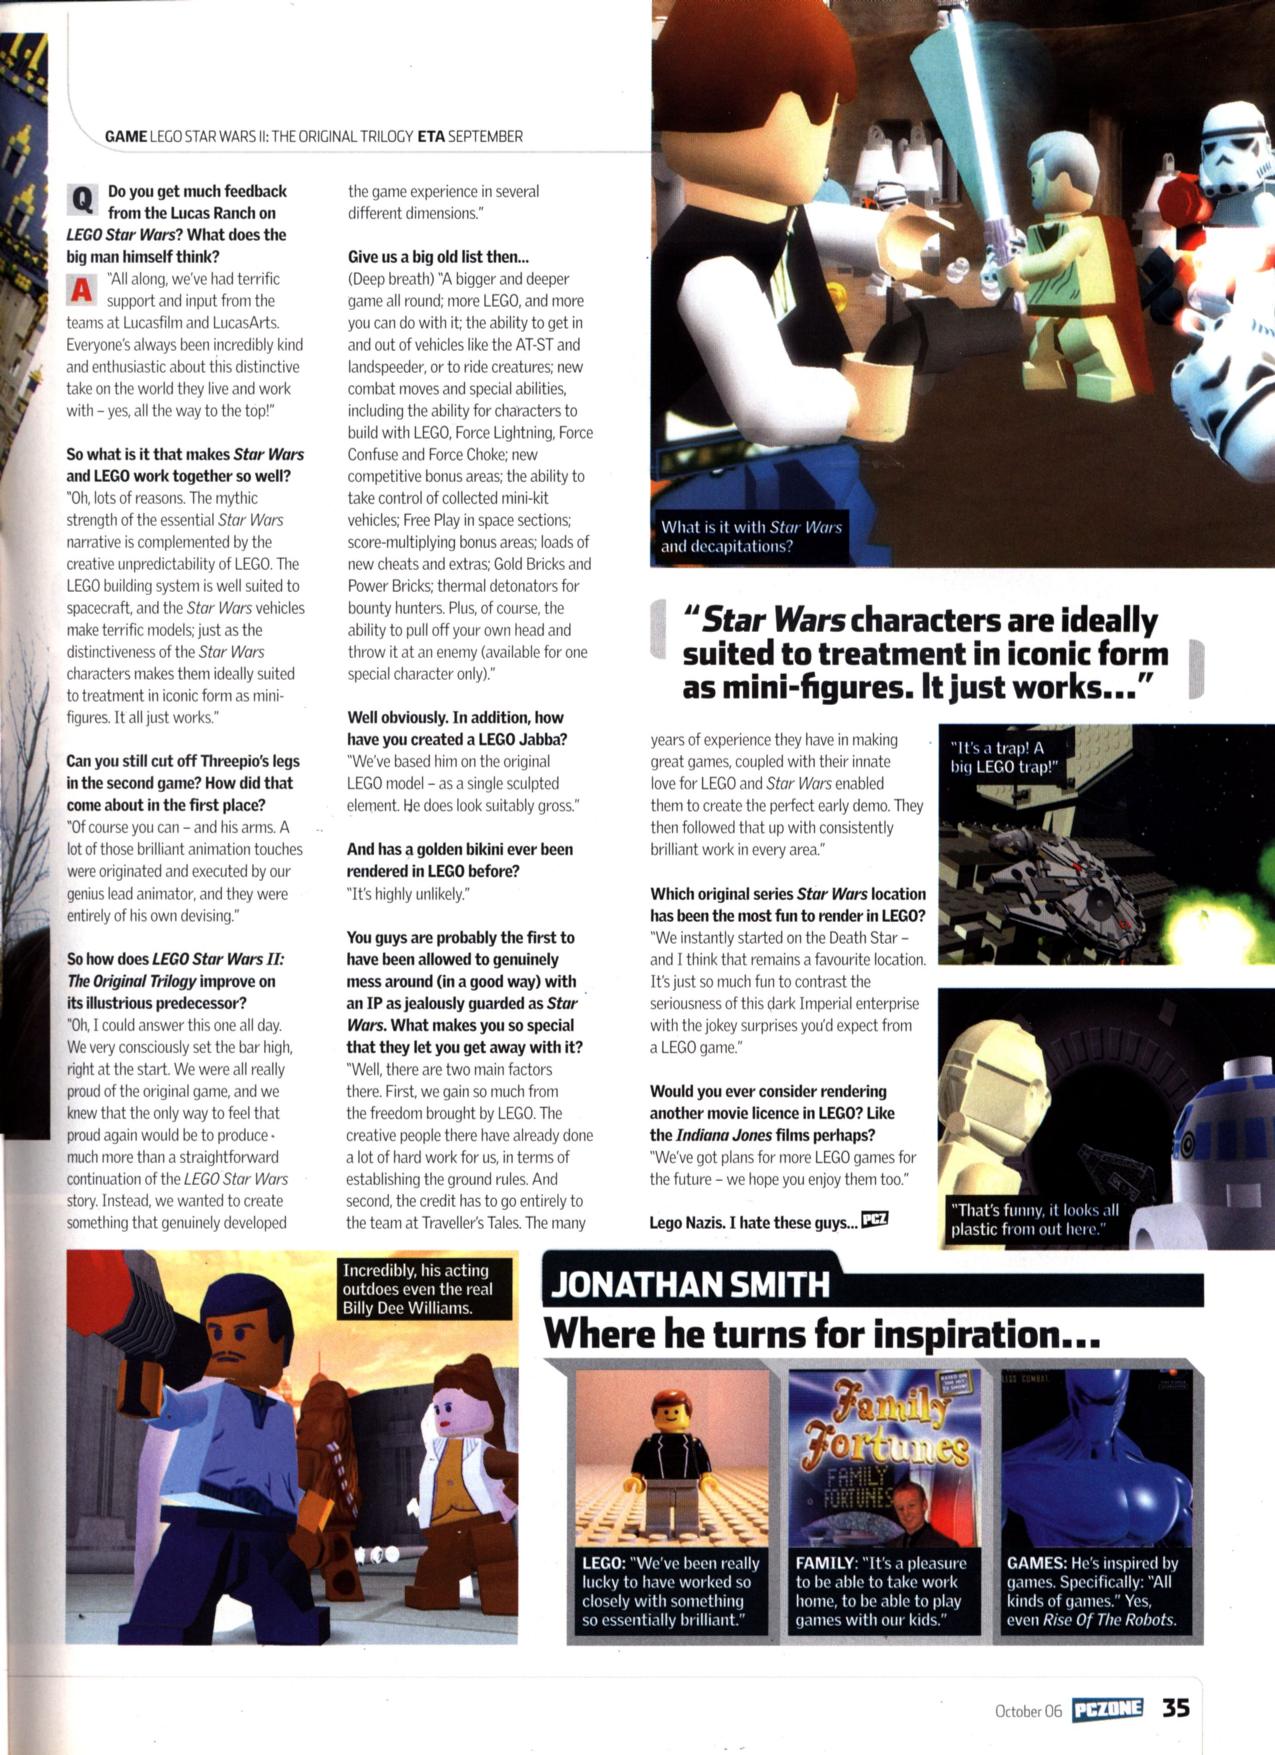 GAME LEGO STAR WARS II: THE ORIGINAL TRILOGY ETA SEPTEMBER
Q Do you get much feedback
from the Lucas Ranch on
LEGO Star Wars? What does the
big man himself think?
A "All along, we've had terrific
support and input from the
teams at Lucasfilm and LucasArts.
Everyone's always been incredibly kind
and enthusiastic about this distinctive
take on the world they live and work
with – yes, all the way to the top!"
So what is it that makes Star Wars
and LEGO work together so well?
"Oh, lots of reasons. The mythic
strength of the essential Star Wars
narrative is complemented by the
creative unpredictability of LEGO. The
LEGO building system is well suited to
spacecraft, and the Star Wars vehicles
make terrific models; just as the
distinctiveness of the Star Wars
characters makes them ideally suited
to treatment in iconic form as mini-
figures. It all just works."
Can you still cut off Threepio's legs
in the second game? How did that
come about in the first place?
"Of course you can – and his arms. A
lot of those brilliant animation touches
were originated and executed by our
genius lead animator, and they were
entirely of his own devising."
So how does LEGO Star Wars II:
The Original Trilogy improve on
its illustrious predecessor?
"Oh, I could answer this one all day.
We very consciously set the bar high,
right at the start. We were all really
proud of the original game, and we
knew that the only way to feel that
proud again would be to produce
much more than a straightforward
continuation of the LEGO Star Wars
story. Instead, we wanted to create
something that genuinely developed
the game experience in several
different dimensions."
Give us a big old list then...
(Deep breath) "A bigger and deeper
game all round; more LEGO, and more
you can do with it; the ability to get in
and out of vehicles like the AT-ST and
landspeeder, or to ride creatures; new
combat moves and special abilities,
including the ability for characters to
build with LEGO, Force Lightning, Force
Confuse and Force Choke; new
competitive bonus areas; the ability to
take control of collected mini-kit
vehicles; Free Play in space sections;
score-multiplying bonus areas; loads of
new cheats and extras; Gold Bricks and
Power Bricks; thermal detonators for
bounty hunters. Plus, of course, the
ability to pull off your own head and
throw it at an enemy (available for one
special character only)."
Well obviously. In addition, how
have you created a LEGO Jabba?
"We've based him on the original
LEGO model – as a single sculpted
element. He does look suitably gross."
And has a golden bikini ever been
rendered in LEGO before?
"It's highly unlikely."
You guys are probably the first to
have been allowed to genuinely
mess around (in a good way) with
an IP as jealously guarded as Star
Wars. What makes you so special
that they let you get away with it?
"Well, there are two main factors
there. First, we gain so much from
the freedom brought by LEGO. The
creative people there have already done
a lot of hard work for us, in terms of
establishing the ground rules. And
second, the credit has to go entirely to
the team at Traveller's Tales. The many
What is it with Star Wars
and decapitations?
"Star Wars characters are ideally
suited to treatment in iconic form
as mini-figures. It just works..."
years of experience they have in making
great games, coupled with their innate
love for LEGO and Star Wars enabled
them to create the perfect early demo. They
then followed that up with consistently
brilliant work in every area."
Which original series Star Wars location
has been the most fun to render in LEGO?
"We instantly started on the Death Star –
and I think that remains a favourite location.
It's just so much fun to contrast the
seriousness of this dark Imperial enterprise
with the jokey surprises you'd expect from
a LEGO game."
Would you ever consider rendering
another movie licence in LEGO? Like
the Indiana Jones films perhaps?
"We've got plans for more LEGO games for
the future – we hope you enjoy them too."
Lego Nazis. I hate these guys... PCZ
"It's a trap! A
big LEGO trap!"
"That's funny, it looks all
plastic from out here."
Incredibly, his acting
outdoes even the real
Billy Dee Williams.
JONATHAN SMITH
Where he turns for inspiration...
Family
Fortunes
FAMILY
FORTUNES
LEGO: "We've been really
lucky to have worked so
closely with something
so essentially brilliant."
FAMILY: "It's a pleasure
to be able to take work
home, to be able to play
games with our kids."
COMBAT.
GAMES: He's inspired by
games. Specifically: "All
kinds of games." Yes,
even Rise Of The Robots.
October 06 PCZONE 35